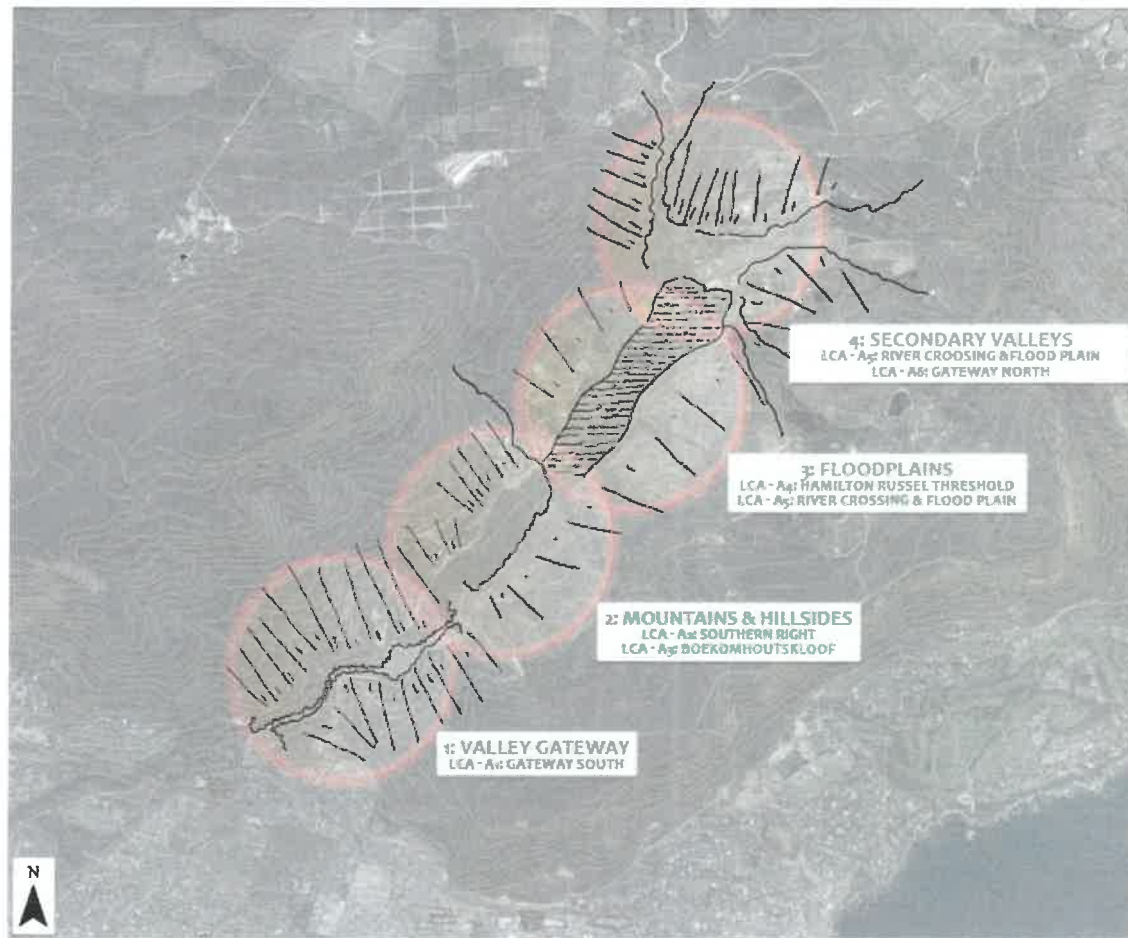 4: SECONDARY VALLEYS
LCA - A5: RIVER CROOSING & FLOOD PLAIN
LCA - A6: GATEWAY NORTH
3: FLOODPLAINS
LCA - A4: HAMILTON RUSSEL THRESHOLD
LCA - A5: RIVER CROSSING & FLOOD PLAIN
2: MOUNTAINS & HILLSIDES
LCA - A2: SOUTHERN RIGHT
LCA - A3: BOEKOMHOUTSKLOOF
1: VALLEY GATEWAY
LCA - A1: GATEWAY SOUTH
N